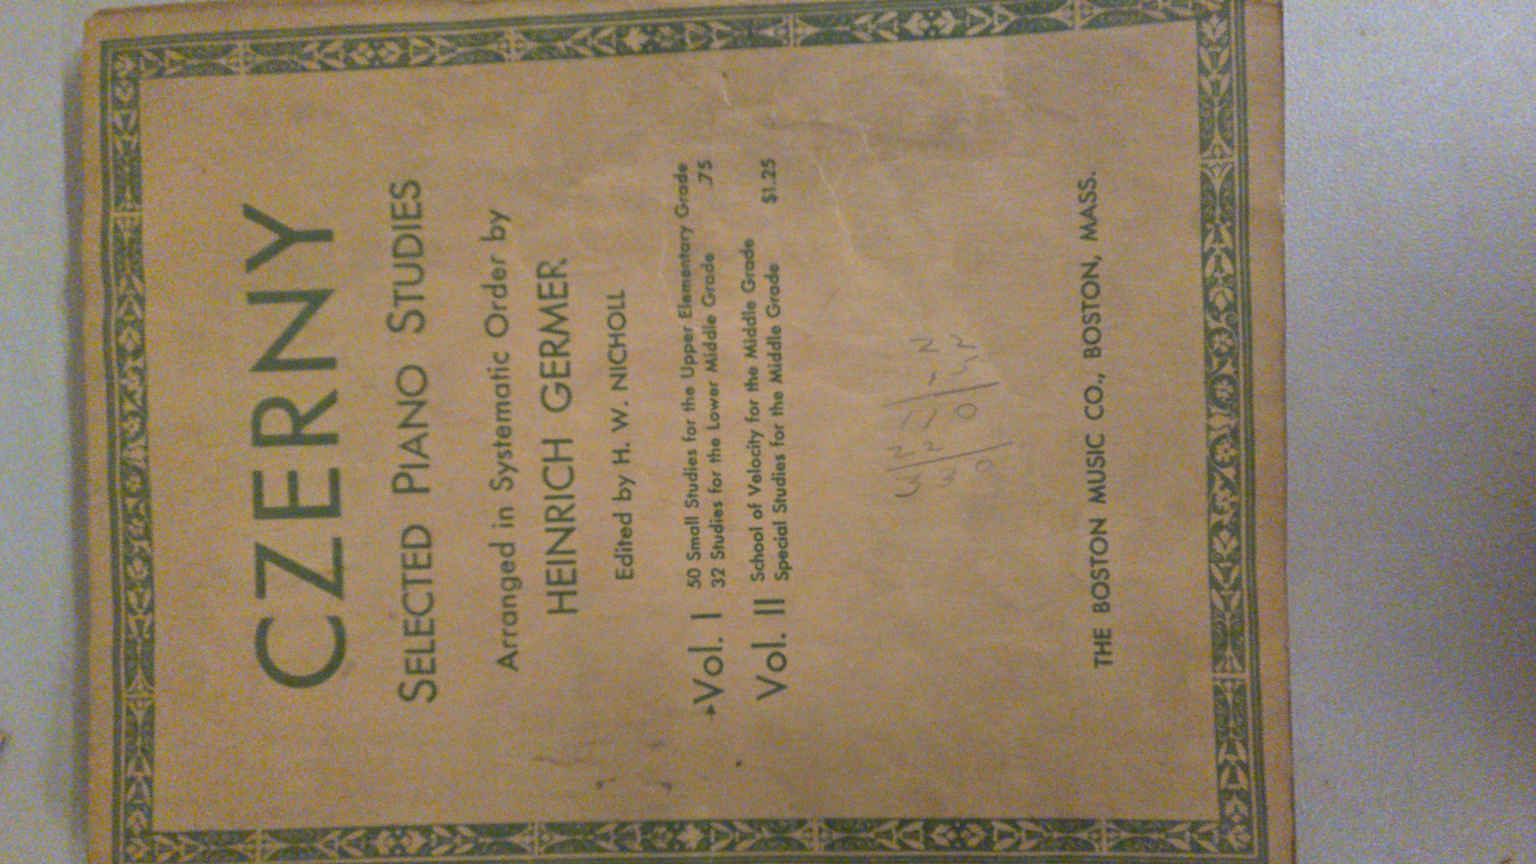 CZERNY
SELECTED PIANO STUDIES
Arranged in Systematic Order by
HEINRICH GERMER
Edited by H. W. NICHOLL
Vol. I 50 Small Studies for the Upper Elementary Grade
32 Studies for the Lower Middle Grade .75
Vol. II School of Velocity for the Middle Grade
Special Studies for the Middle Grade $1.25
THE BOSTON MUSIC CO., BOSTON, MASS.